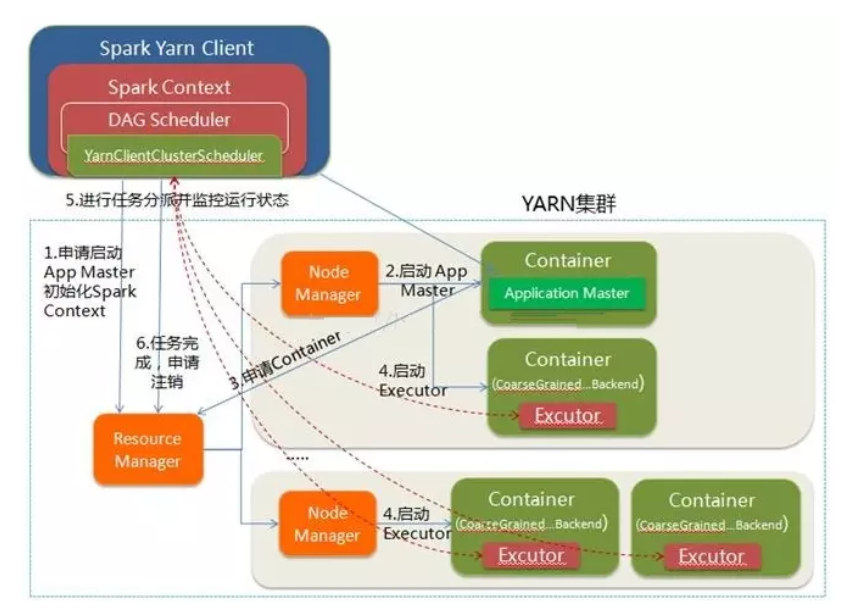 Spark Yarn Client
Spark Context
DAG Scheduler
YarnClientClusterScheduler
5.进行任务分派并监控运行状态
YARN集群
1.申请启动
App Master
初始化Spark
Context
6.任务完
成，申请
注销
3.申请Container
Resource
Manager
Node
Manager
2.启动 App
Master
Container
Application Master
4.启动
Executor
Container
(CoarseGrained...Backend)
Excutor
.....
Node
Manager
4.启动
Executor
Container
(CoarseGrained...Backend)
Excutor
Container
(CoarseGrained...Backend)
Excutor